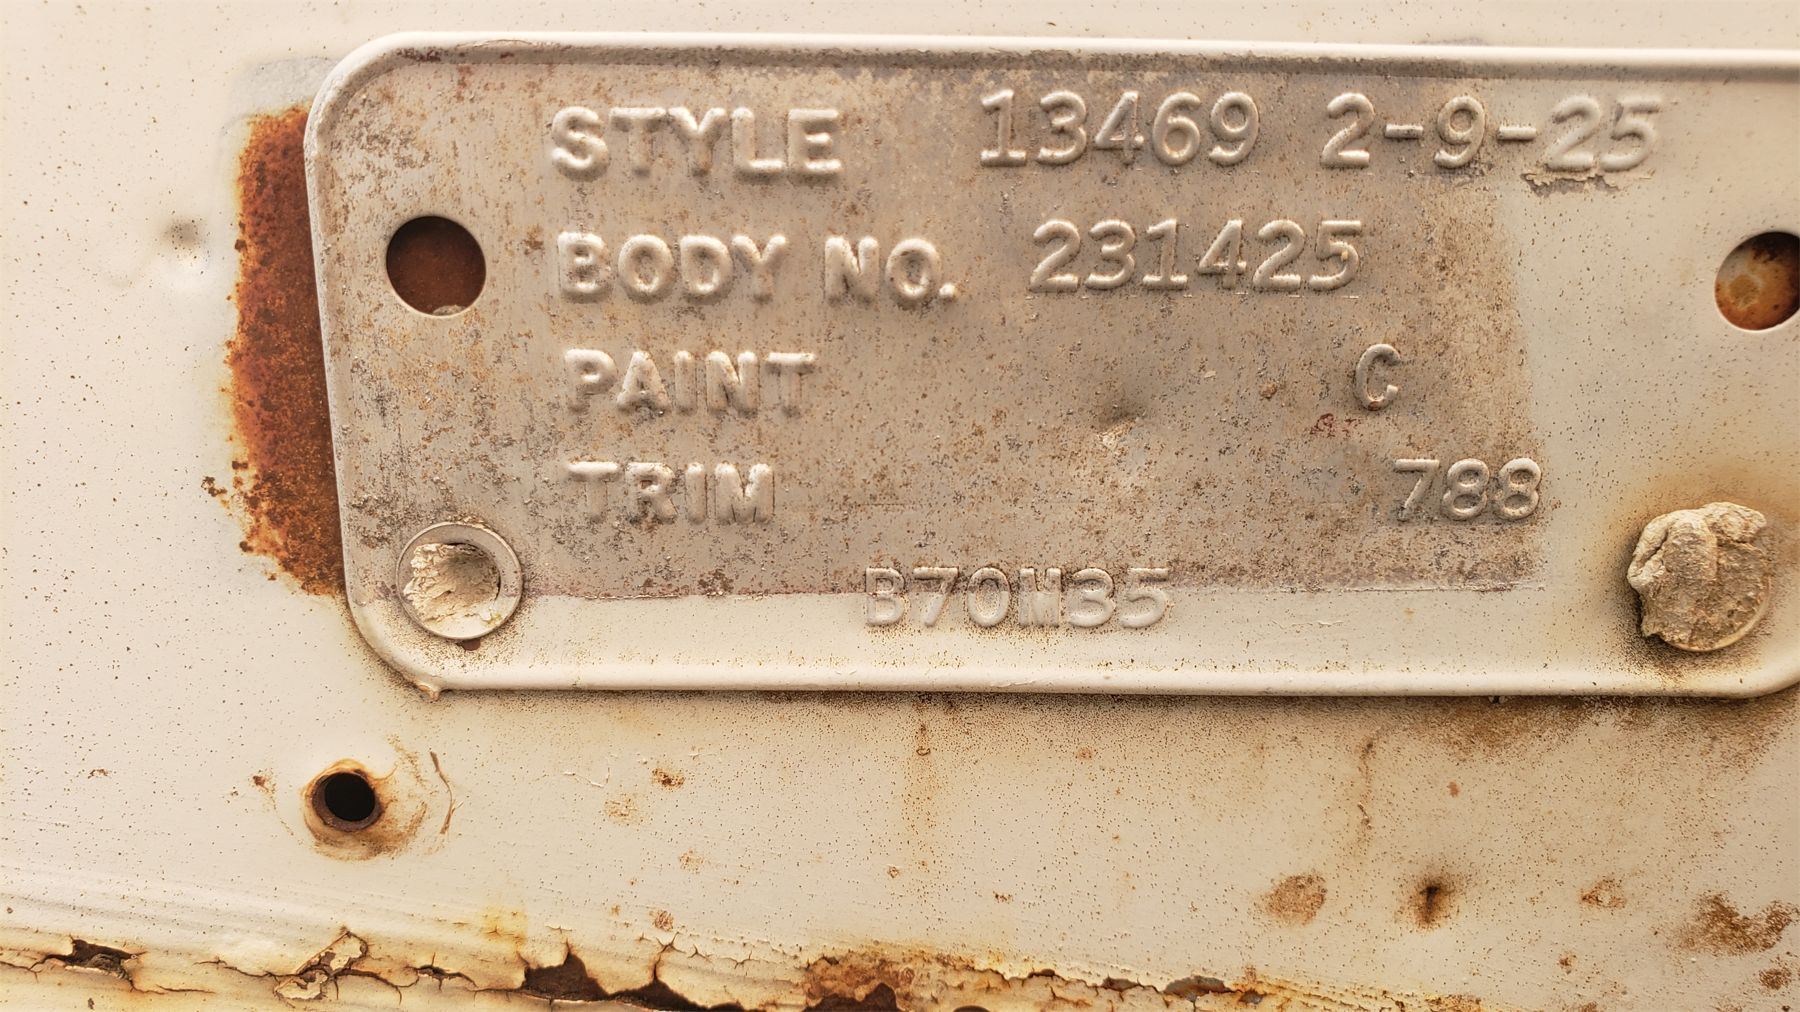 STYLE 13469 2-9-25
BODY NO. 231425
PAINT C
TRIM 788
B70M35